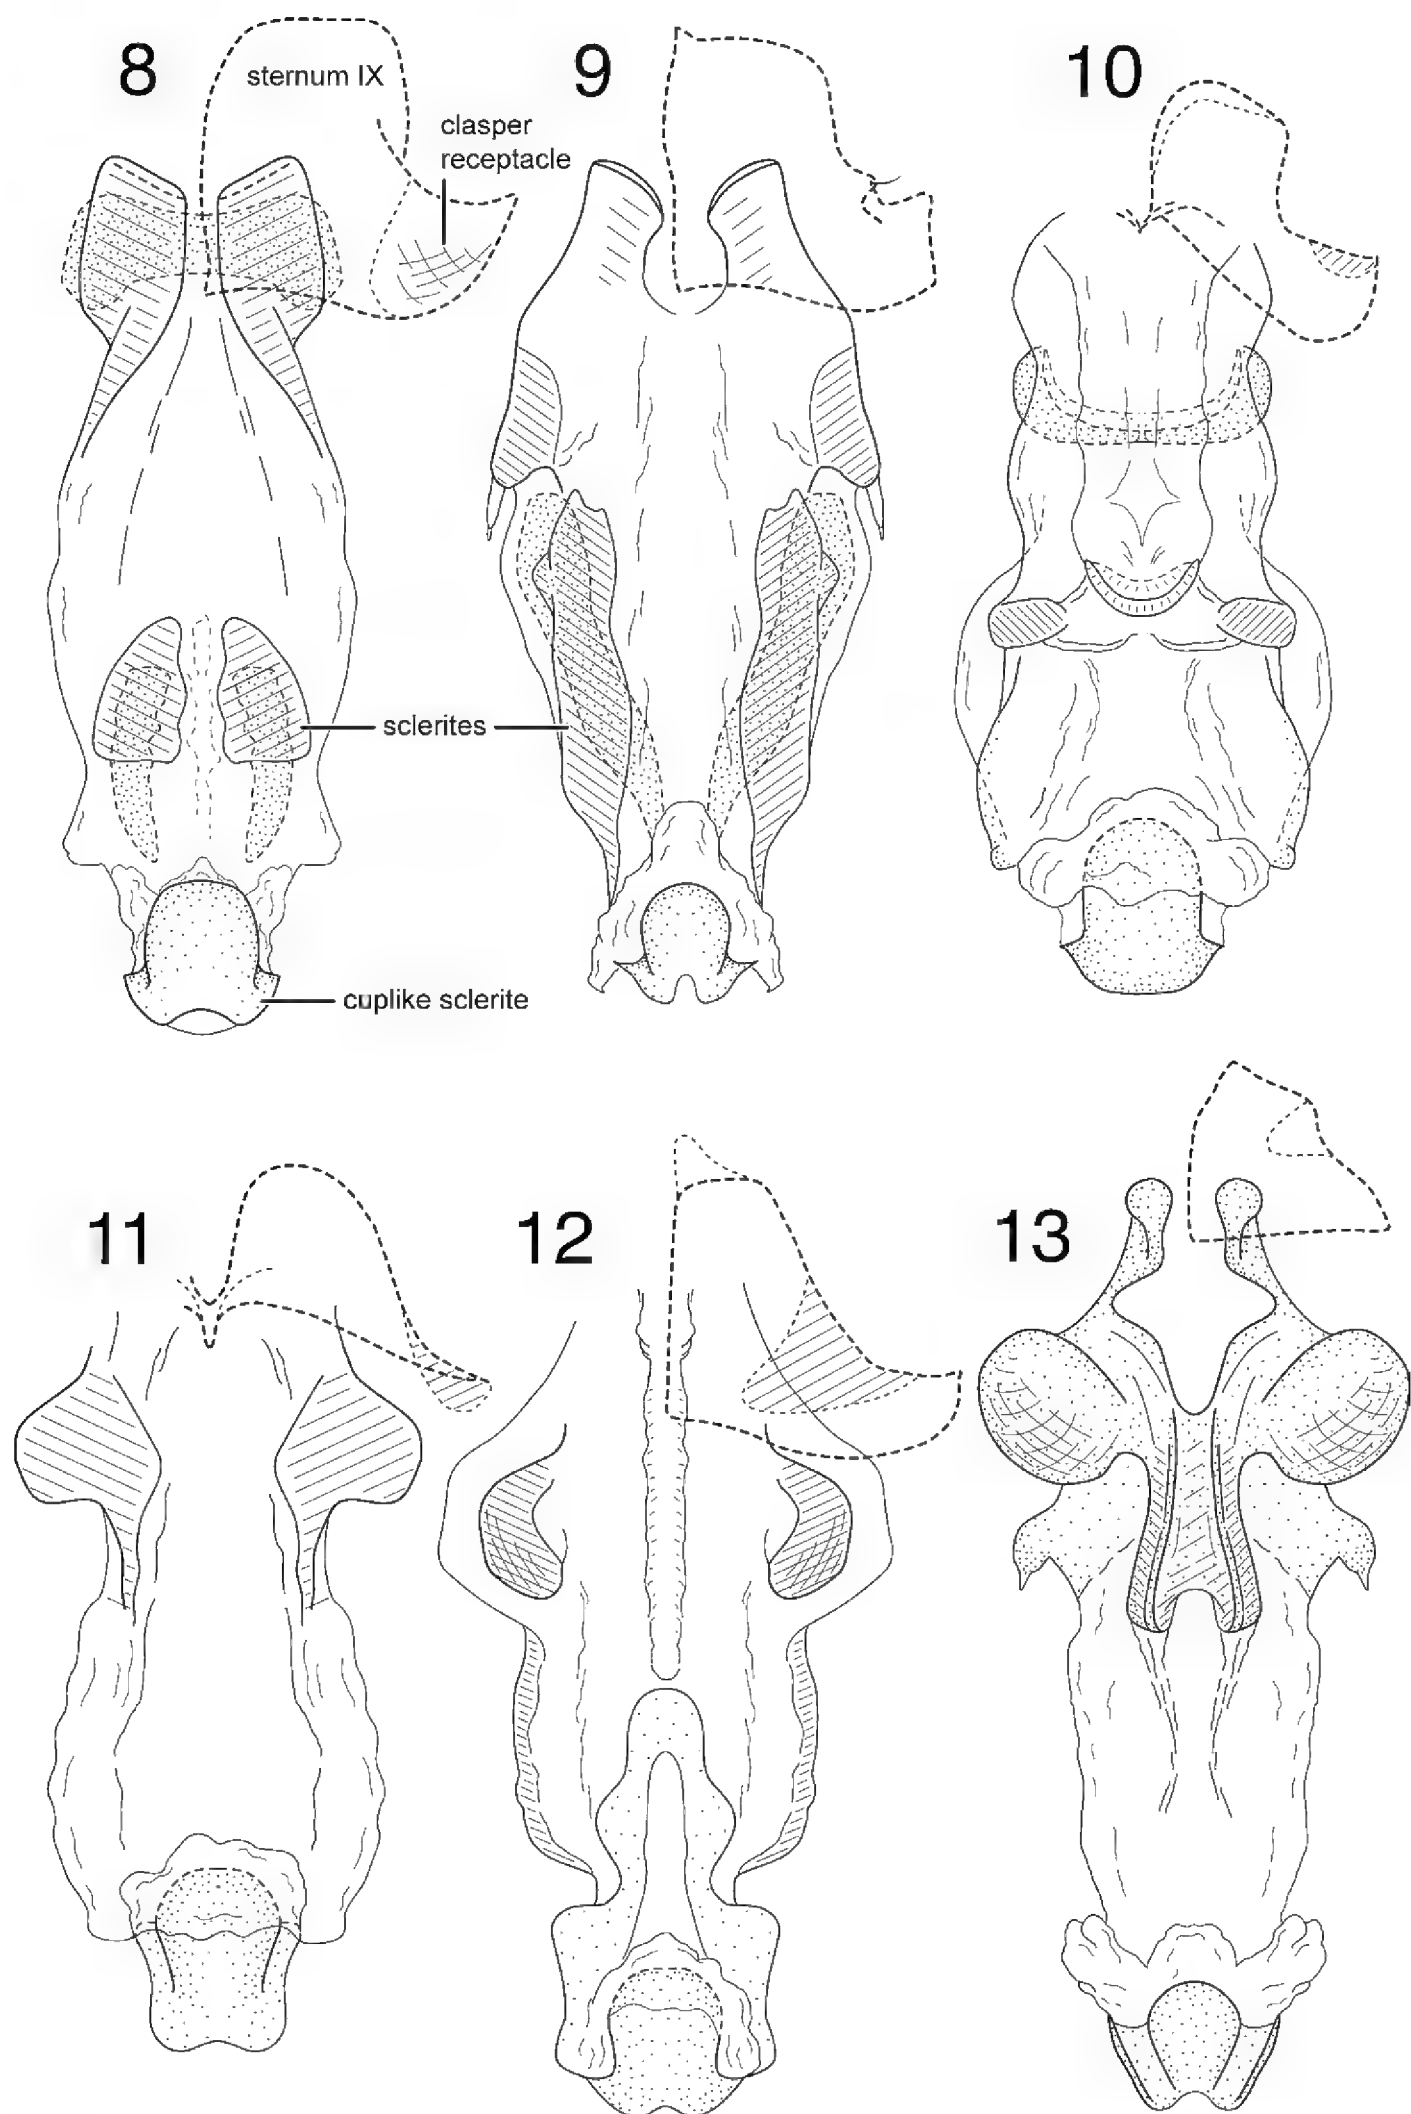 8
sternum IX
clasper
receptacle
9
10
sclerites
cuplike sclerite
11
12
13